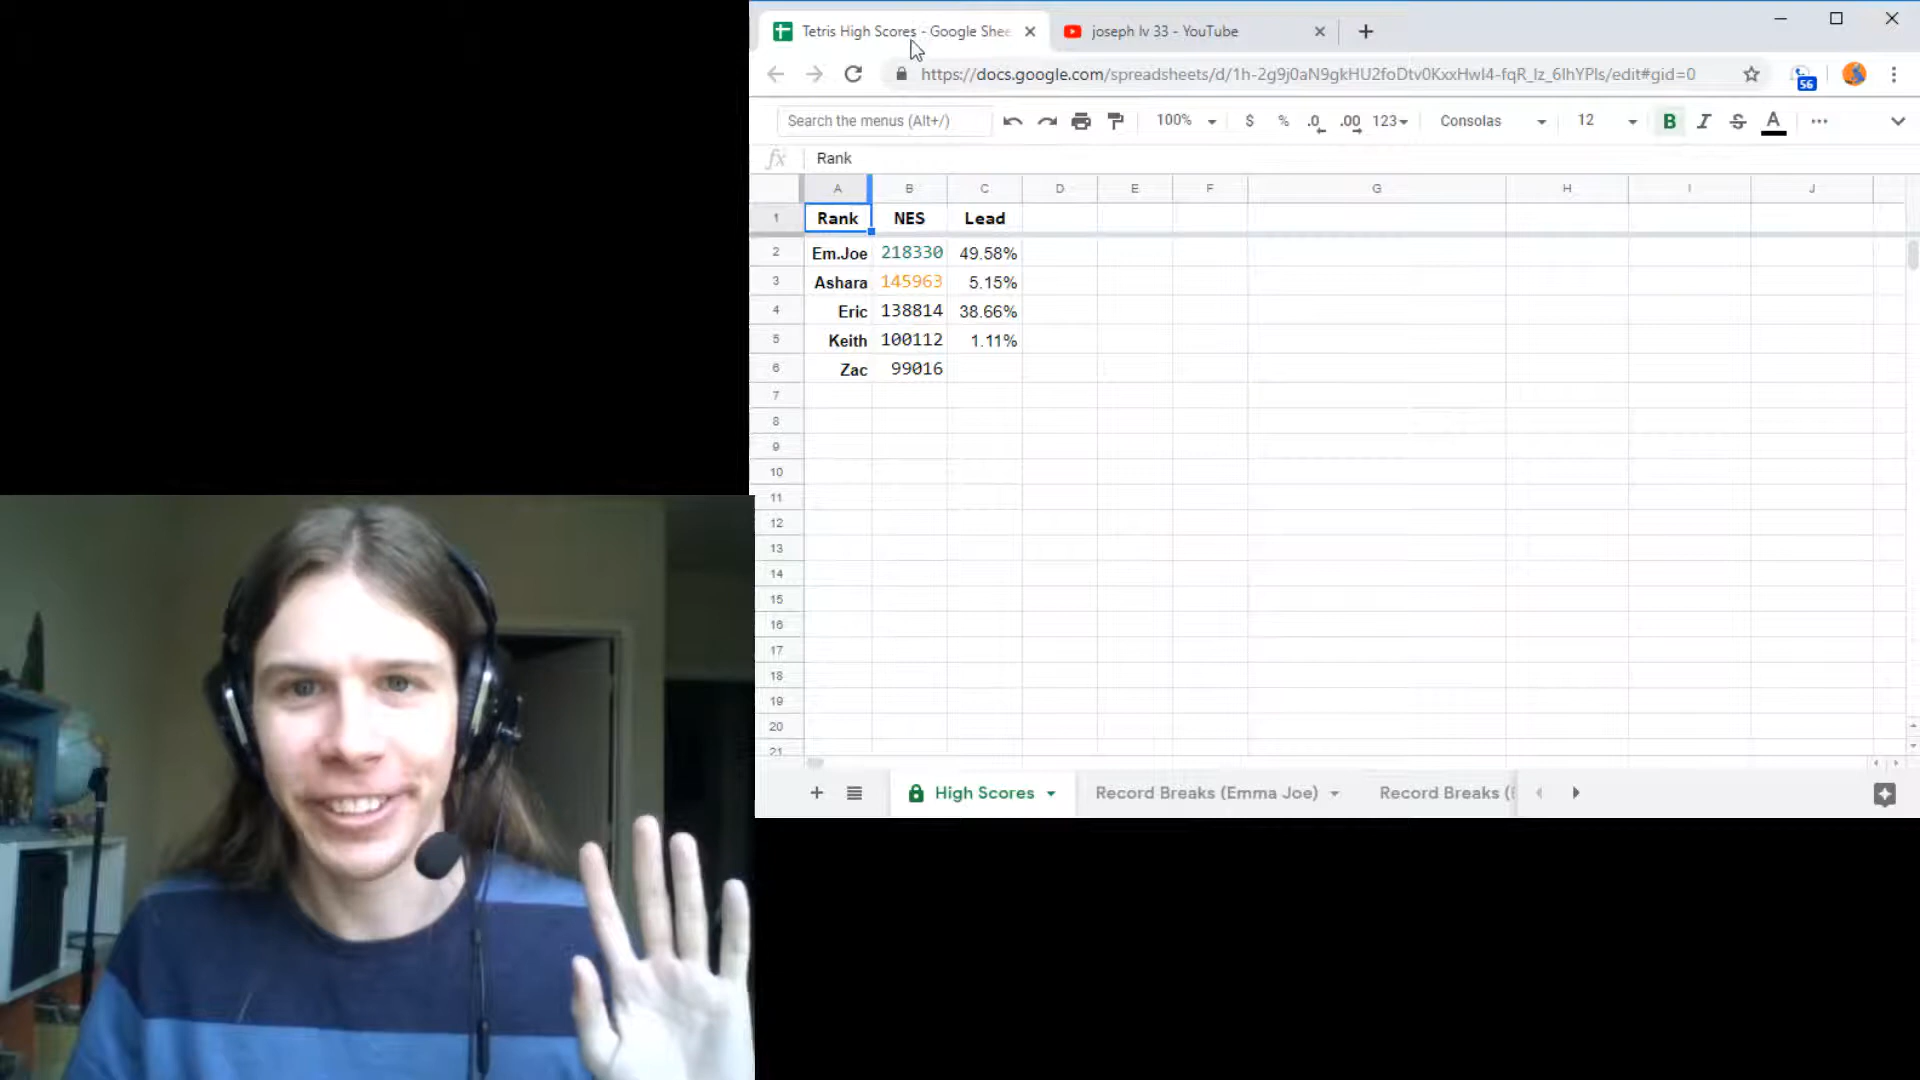 Tetris High Scores - Google Shee
joseph lv 33 - YouTube
https://docs.google.com/spreadsheets/d/1h-2g9j0aN9gkHU2foDtv0KxxHwI4-fqR_Iz_6IhYPIs/edit#gid=0
56
Search the menus (Alt+/)
100%
$
%
.0
.00
123
Consolas
12
B
I
S
A
fx
Rank
A B C D E F G H I J
1 Rank NES Lead
2 Em.Joe 218330 49.58%
3 Ashara 145963 5.15%
4 Eric 138814 38.66%
5 Keith 100112 1.11%
6 Zac 99016
7
8
9
10
11
12
13
14
15
16
17
18
19
20
21
High Scores
Record Breaks (Emma Joe)
Record Breaks (